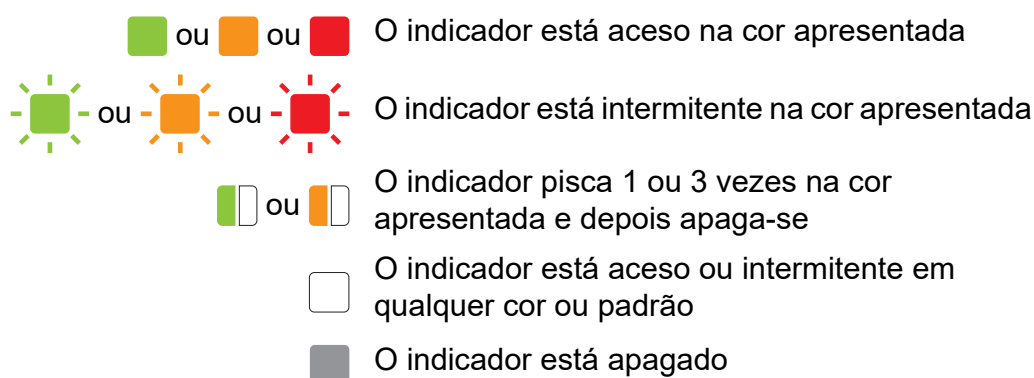 ou ou O indicador está aceso na cor apresentada
ou ou O indicador está intermitente na cor apresentada
ou O indicador pisca 1 ou 3 vezes na cor
apresentada e depois apaga-se
O indicador está aceso ou intermitente em
qualquer cor ou padrão
O indicador está apagado